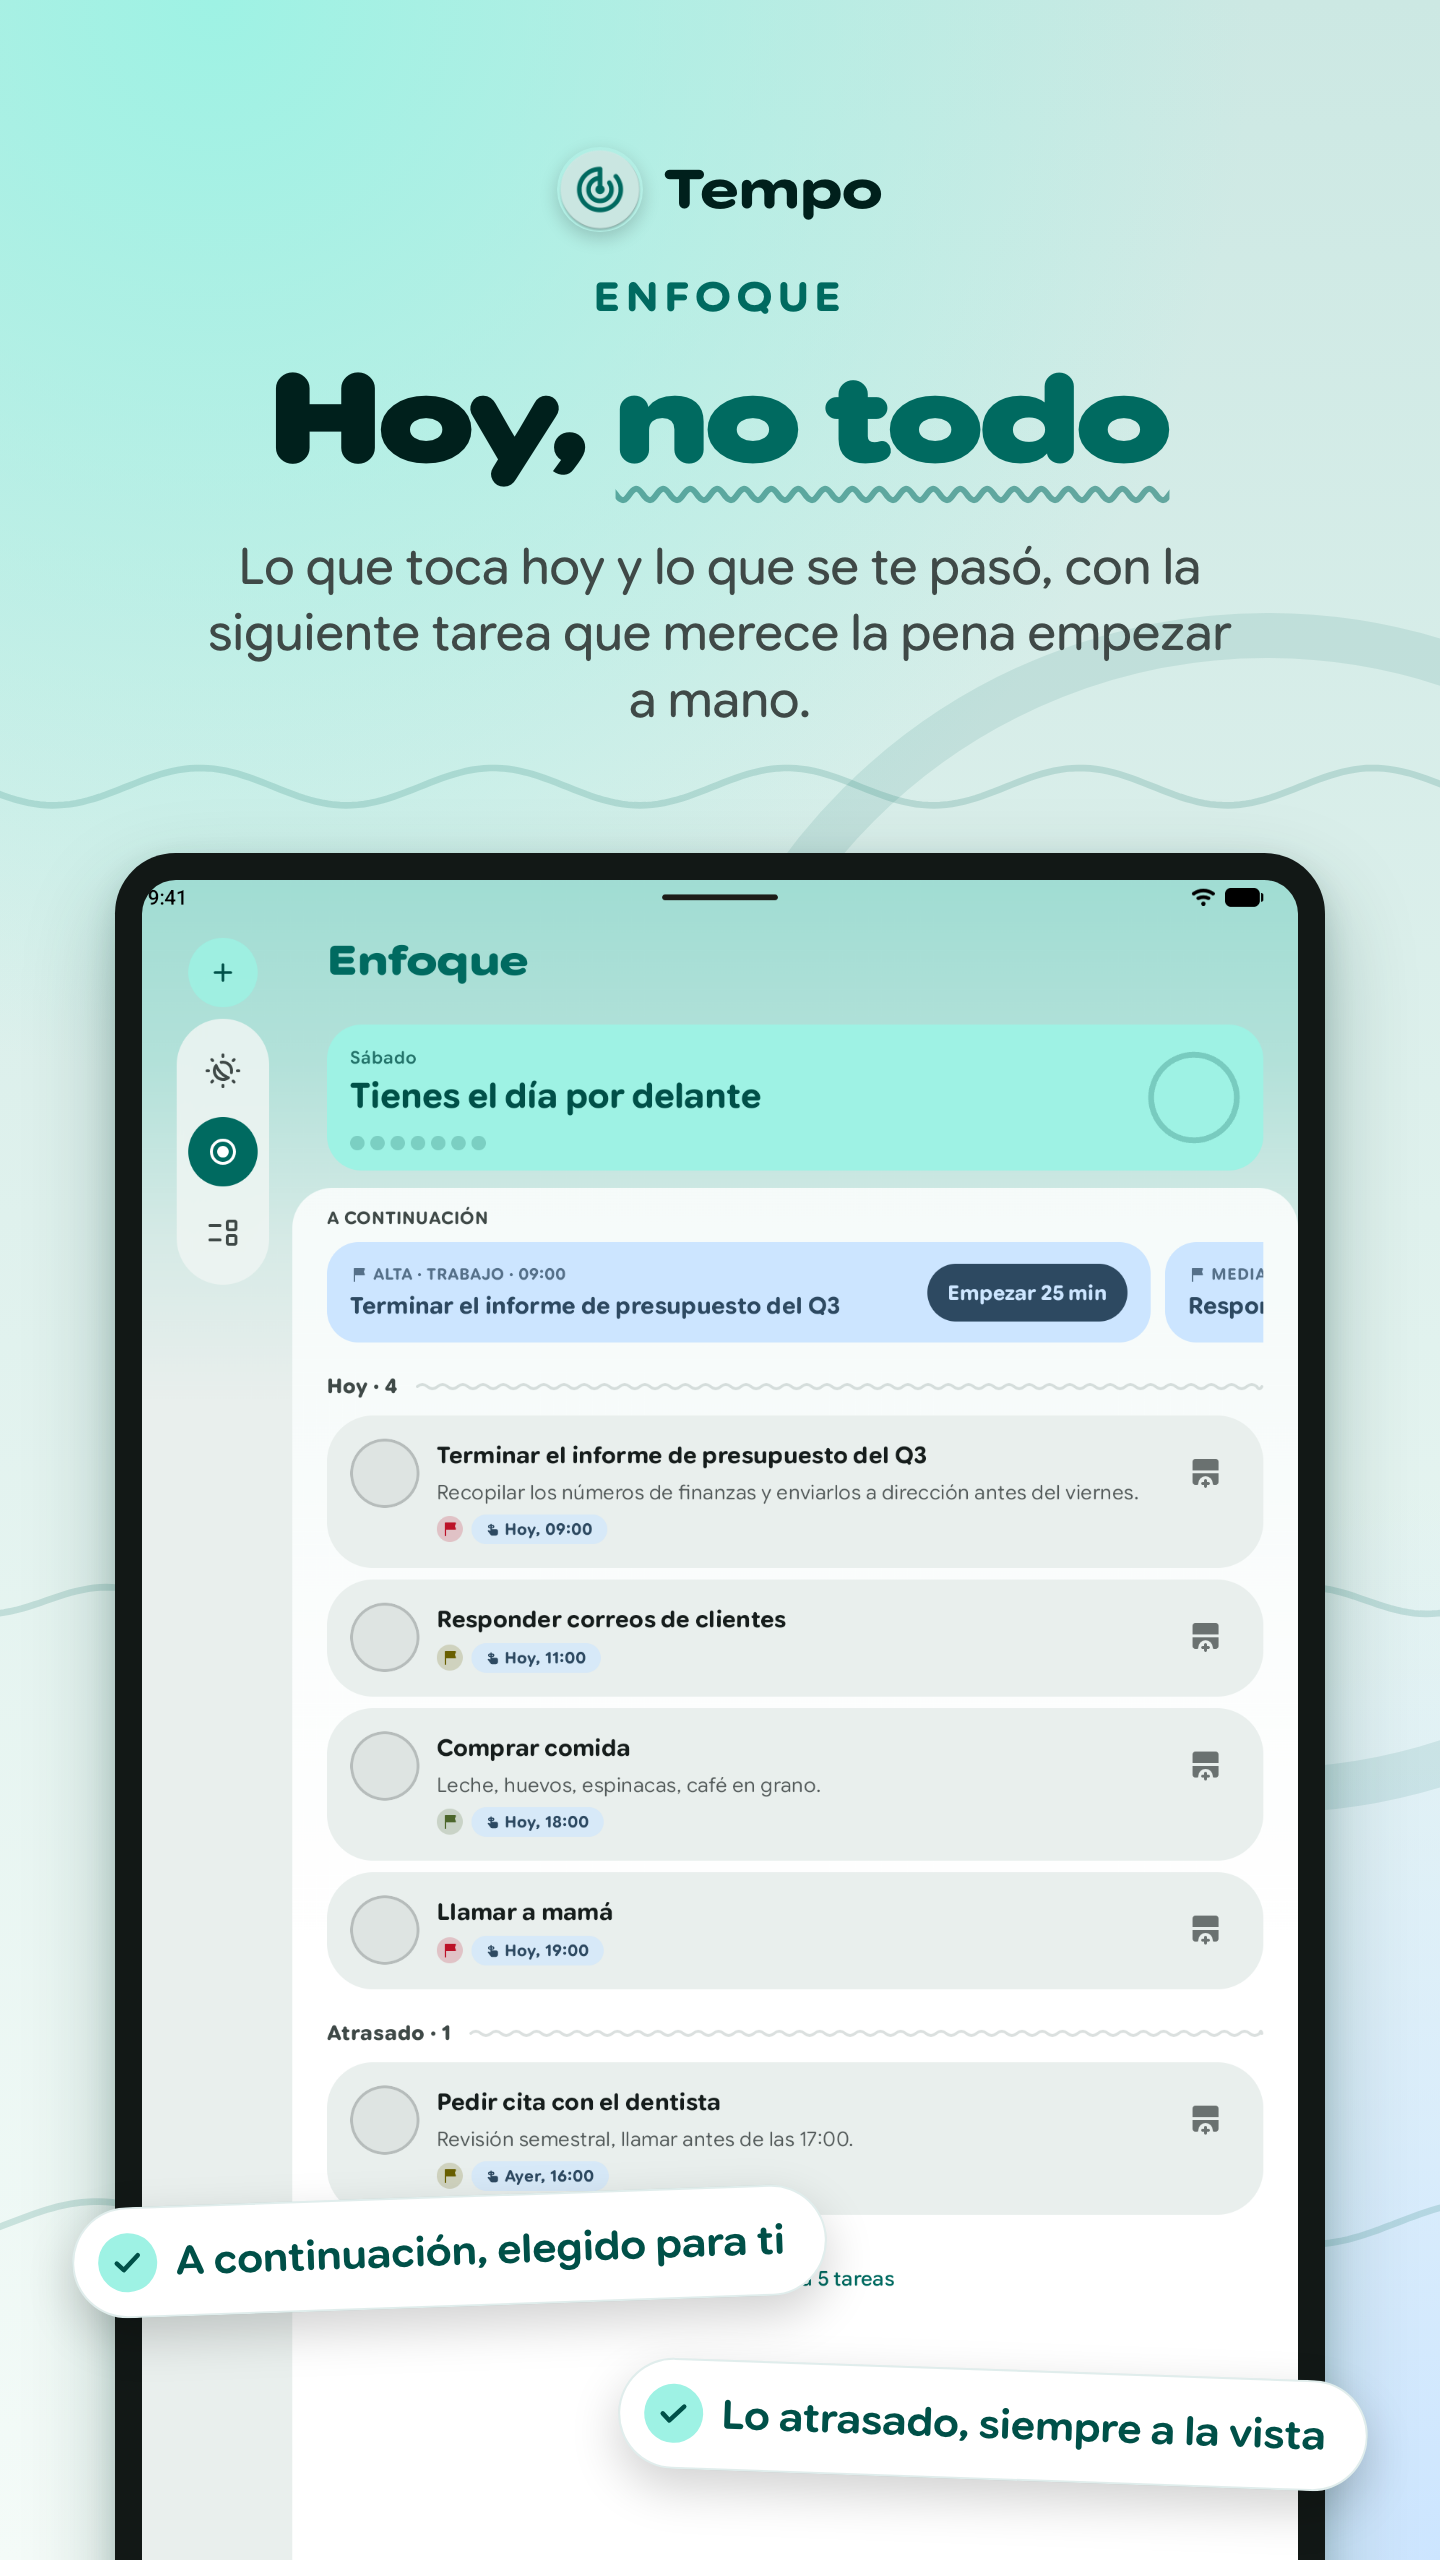 Tempo
ENFOQUE
Hoy, no todo
Lo que toca hoy y lo que se te pasó, con la
siguiente tarea que merece la pena empezar
a mano.
9:41
Enfoque
Sábado
Tienes el día por delante
A CONTINUACIÓN
ALTA · TRABAJO · 09:00
Terminar el informe de presupuesto del Q3
Empezar 25 min
MEDIA
Hoy · 4
Terminar el informe de presupuesto del Q3
Recopilar los números de finanzas y enviarlos a dirección antes del viernes.
Hoy, 09:00
Responder correos de clientes
Hoy, 11:00
Comprar comida
Leche, huevos, espinacas, café en grano.
Hoy, 18:00
Llamar a mamá
Hoy, 19:00
Atrasado · 1
Pedir cita con el dentista
Revisión semestral, llamar antes de las 17:00.
Ayer, 16:00
A continuación, elegido para ti
5 tareas
Lo atrasado, siempre a la vista